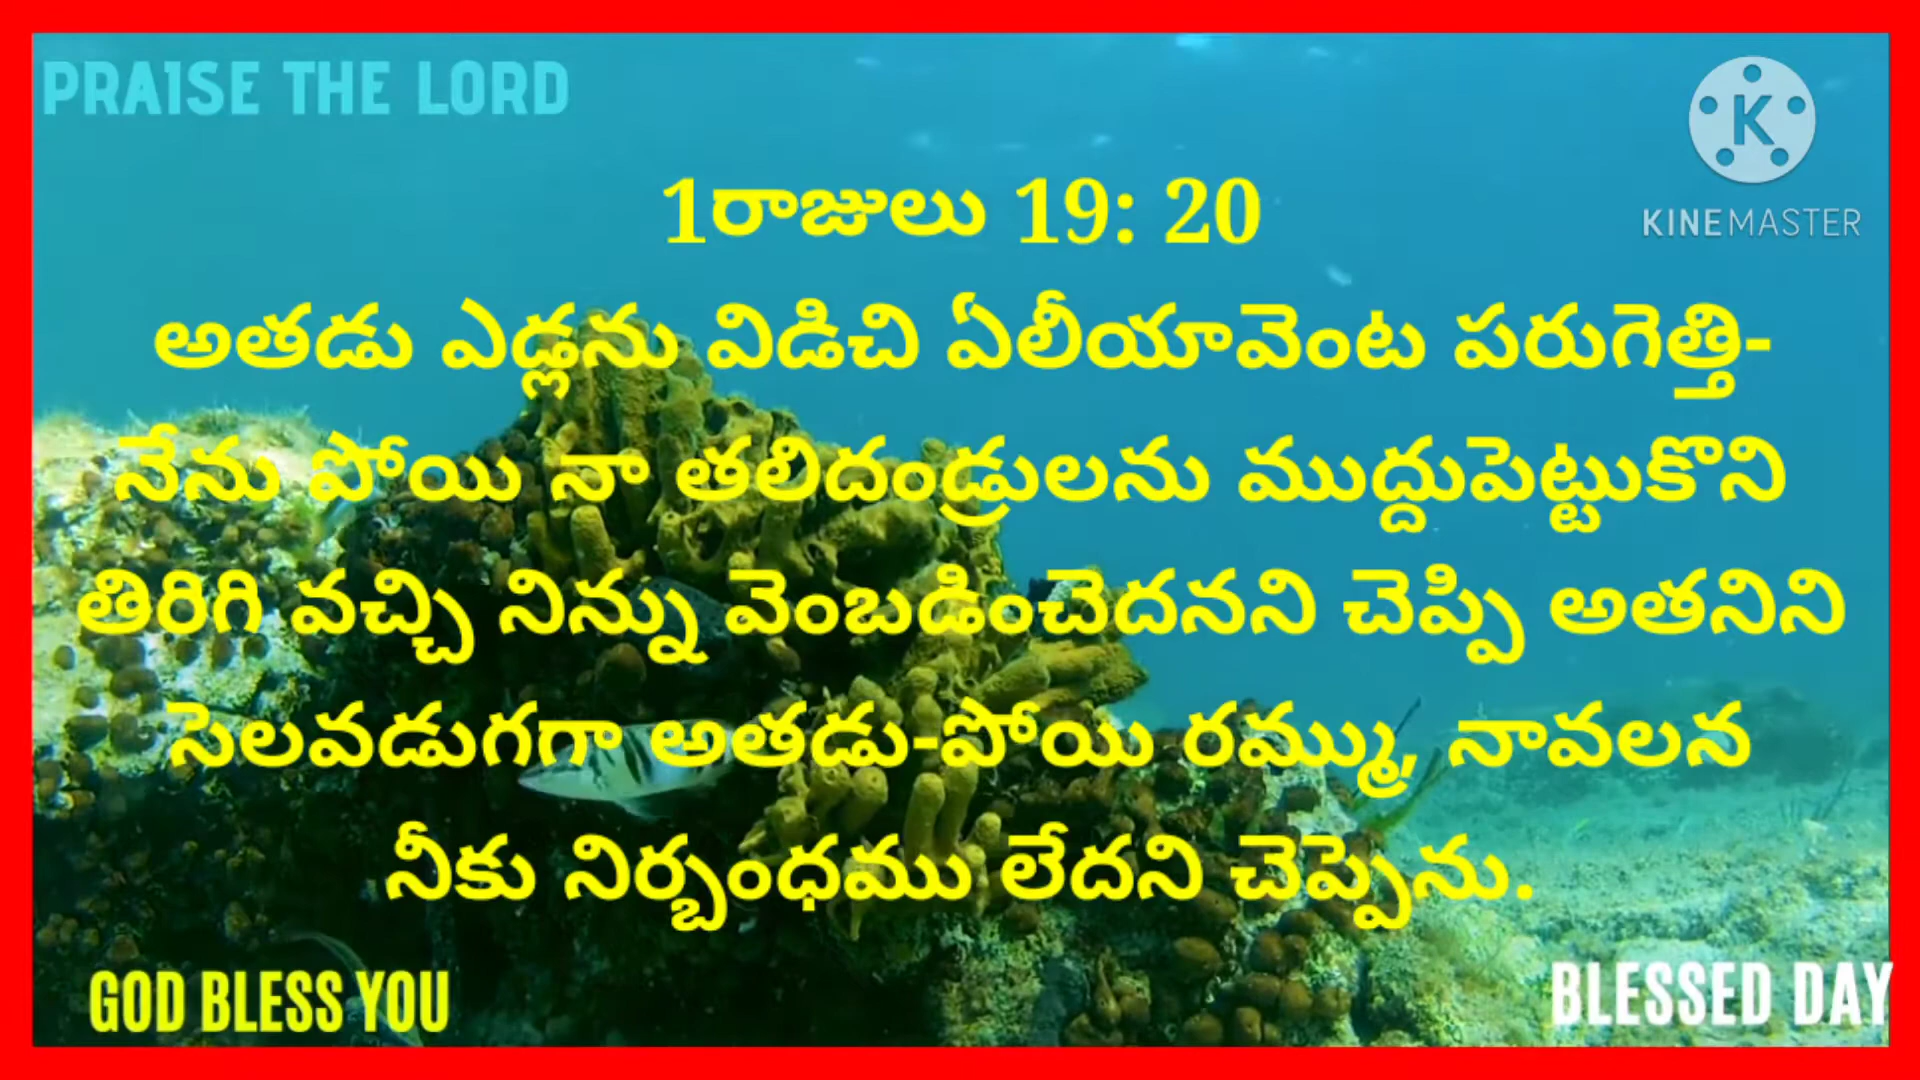 PRAISE THE LORD
K
KINEMASTER
1రాజులు 19: 20
అతడు ఎడ్లను విడిచి ఏలీయావెంట పరుగెత్తి-
నేను పోయి నా తలిదండ్రులను ముద్దుపెట్టుకొని
తిరిగి వచ్చి నిన్ను వెంబడించెదనని చెప్పి అతనిని
సెలవడుగగా అతడు-పోయి రమ్ము, నావలన
నీకు నిర్బంధము లేదని చెప్పెను.
GOD BLESS YOU
BLESSED DAY